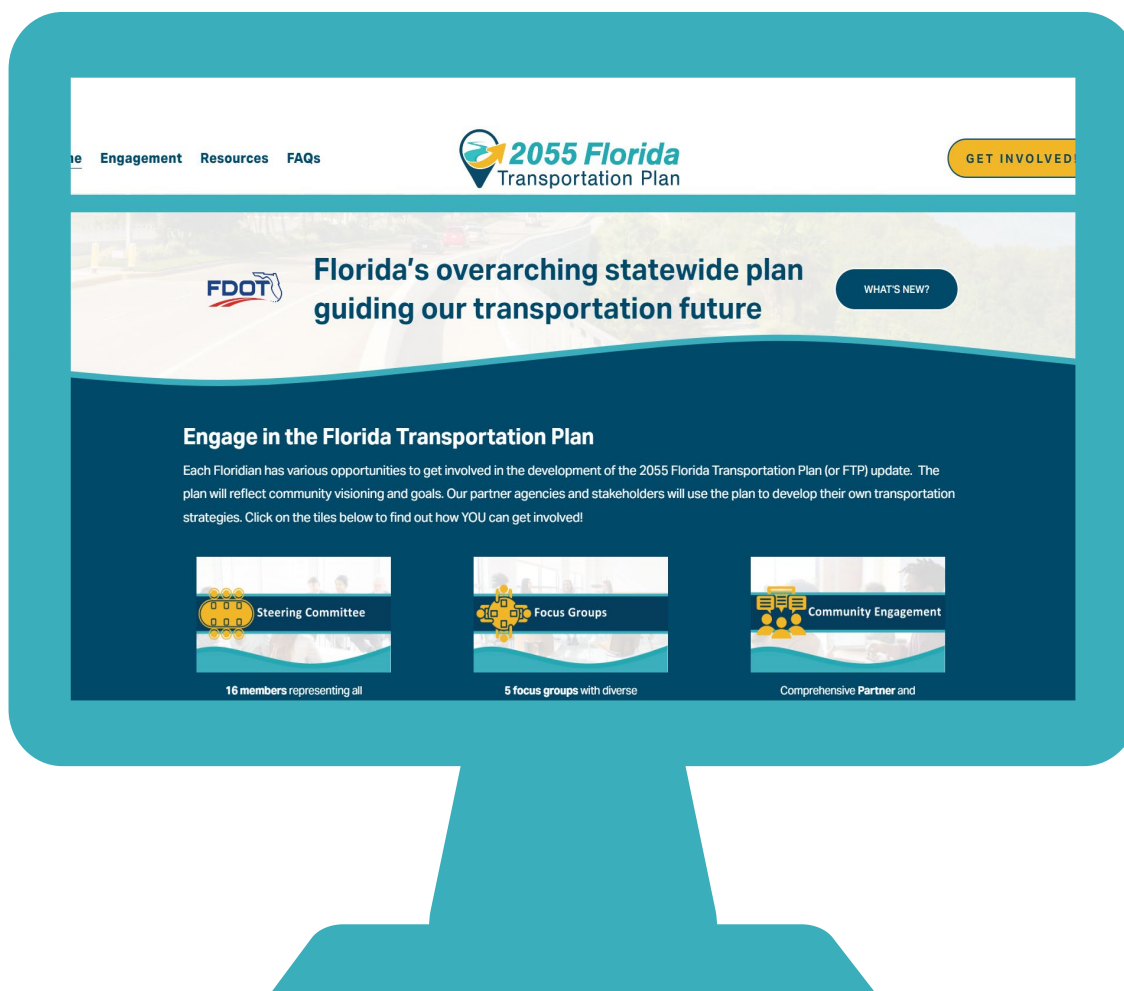 Engagement Resources FAQs
2055 Florida
Transportation Plan
GET INVOLVED!
FDOT
Florida's overarching statewide plan
guiding our transportation future
WHAT'S NEW?
Engage in the Florida Transportation Plan
Each Floridian has various opportunities to get involved in the development of the 2055 Florida Transportation Plan (or FTP) update. The
plan will reflect community visioning and goals. Our partner agencies and stakeholders will use the plan to develop their own transportation
strategies. Click on the tiles below to find out how YOU can get involved!
Steering Committee
Focus Groups
Community Engagement
16 members representing all
5 focus groups with diverse
Comprehensive Partner and